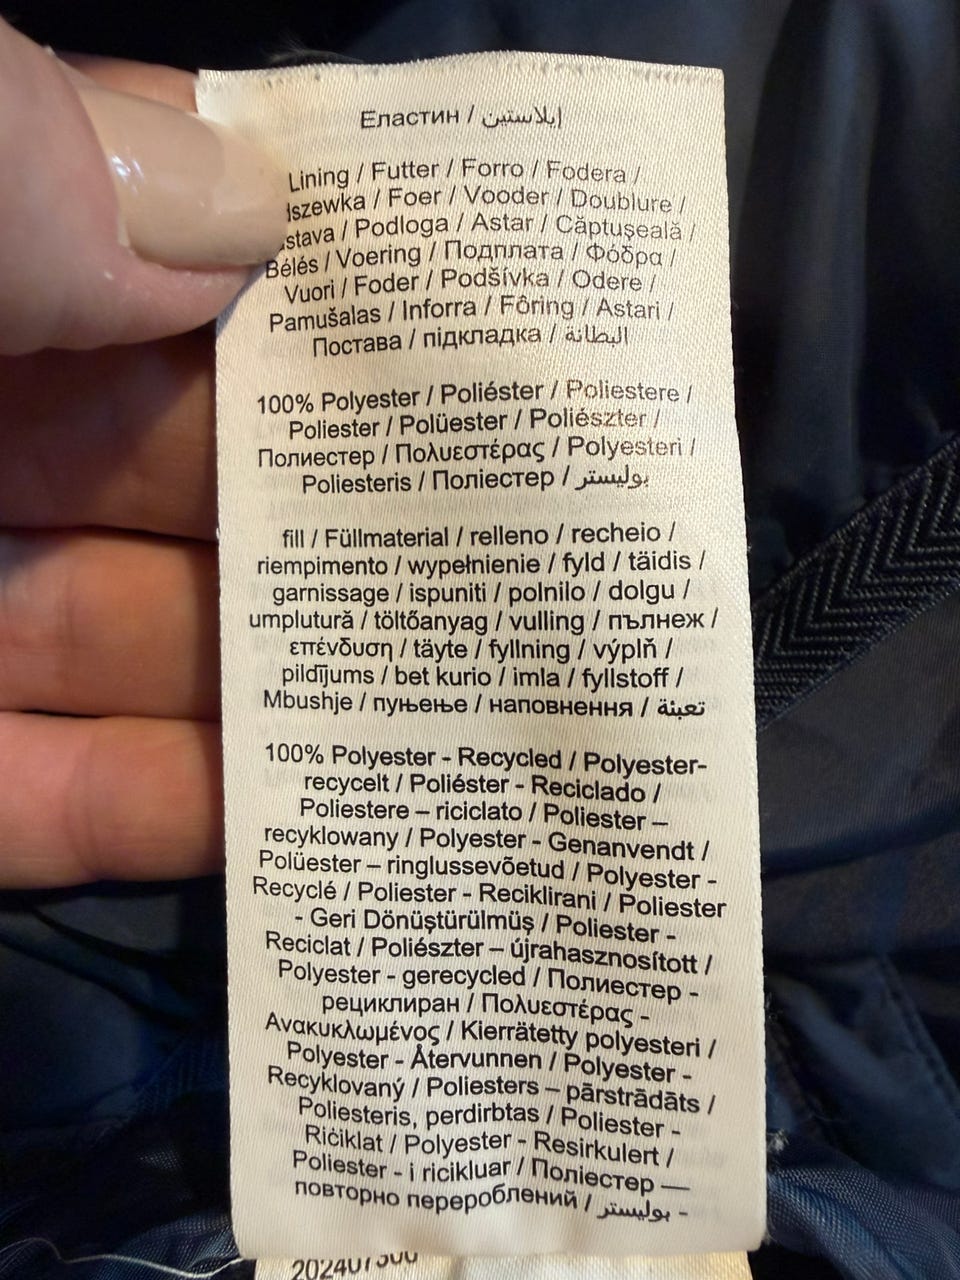 Еластин / إيلاستين
Lining / Futter / Forro / Fodera /
/ Foer / Vooder / Doublure /
/ Podloga / Astar / Căptușeală /
Bélés / Voering / Подплата / Φόδρα /
Vuori / Foder / Podšívka / Odere /
Pamušalas / Inforra / Fôring / Astari /
Постава / підкладка / البطانة
100% Polyester / Poliéster / Poliestere /
Poliester / Polüester / Poliészter /
Полиестер / Πολυεστέρας / Polyesteri /
Poliesteris / Поліестер / بوليستر
fill / Füllmaterial / relleno / recheio /
riempimento / wypełnienie / fyld / täidis /
garnissage / ispuniti / polnilo / dolgu /
umplutură / töltőanyag / vulling / пълнеж /
επένδυση / täyte / fyllning / výplň /
pildījums / bet kurio / imla / fyllstoff /
Mbushje / пуњење / наповнення / تعبئة
100% Polyester - Recycled / Polyester-
recycelt / Poliéster - Reciclado /
Poliestere – riciclato / Poliester –
recyklowany / Polyester - Genanvendt /
Polüester – ringlussevõetud / Polyester -
Recyclé / Poliester - Reciklirani / Poliester
- Geri Dönüştürülmüş / Poliester -
Reciclat / Poliészter – újrahasznosított /
Polyester - gerecycled / Полиестер -
рециклиран / Πολυεστέρας -
Ανακυκλωμένος / Kierrätetty polyesteri /
Polyester - Återvunnen / Polyester -
Recyklovaný / Poliesters – pārstrādāts /
Poliesteris, perdirbtas / Poliester -
Riċiklat / Polyester - Resirkulert /
Poliester - i ricikluar / Поліестер —
повторно перероблений / بوليستر -